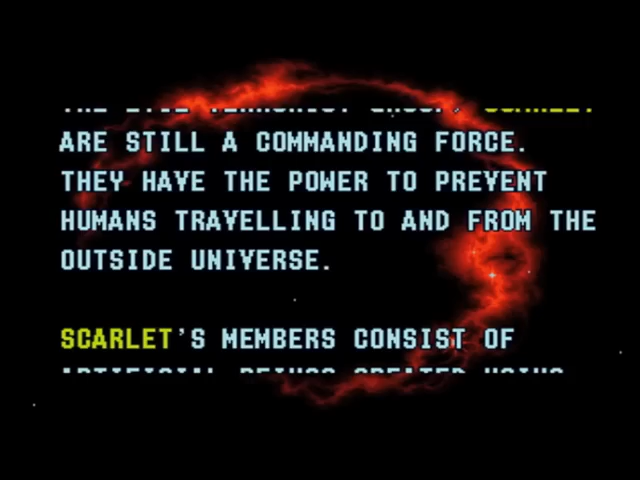 ARE STILL A COMMANDING FORCE.
THEY HAVE THE POWER TO PREVENT
HUMANS TRAVELLING TO AND FROM THE
OUTSIDE UNIVERSE.
SCARLET'S MEMBERS CONSIST OF